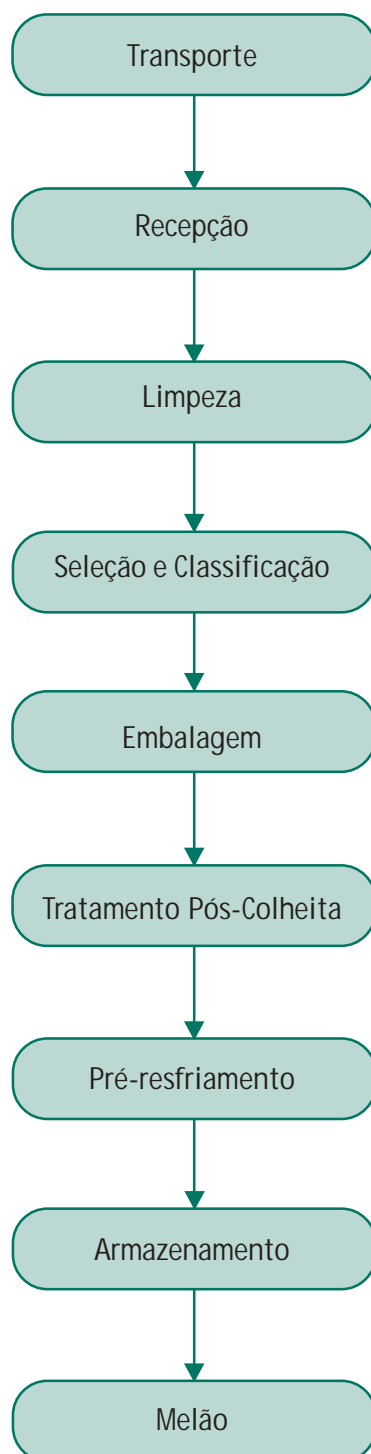 Transporte
Recepção
Limpeza
Seleção e Classificação
Embalagem
Tratamento Pós-Colheita
Pré-resfriamento
Armazenamento
Melão